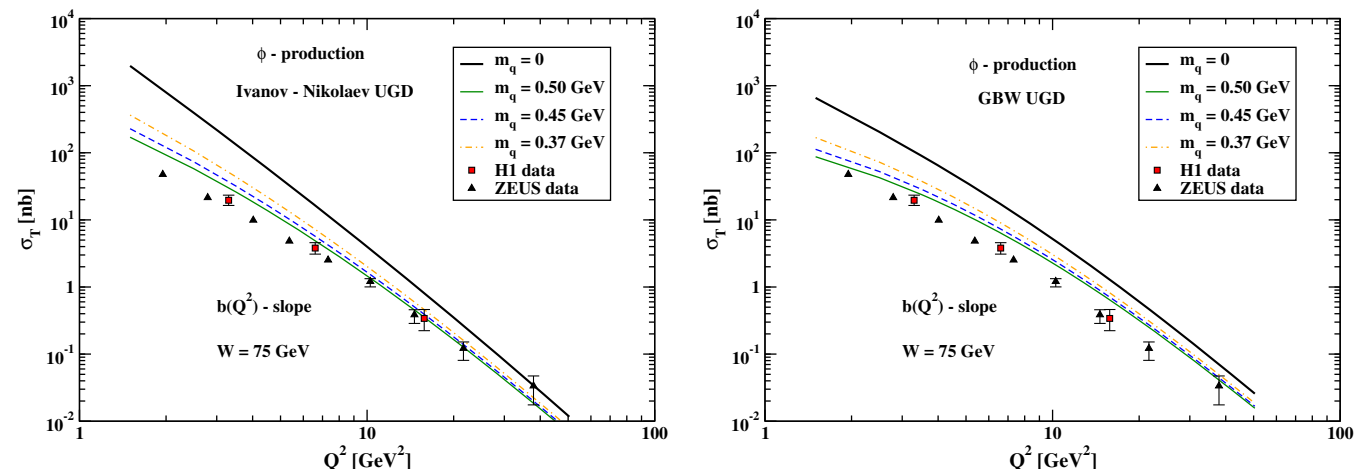 10^4
10^3
10^2
10^1
1
10^-1
10^-2
σ_T [nb]
ϕ - production
Ivanov - Nikolaev UGD
m_q = 0
m_q = 0.50 GeV
m_q = 0.45 GeV
m_q = 0.37 GeV
H1 data
ZEUS data
b(Q^2) - slope
W = 75 GeV
1
10
100
Q^2 [GeV^2]
10^4
10^3
10^2
10^1
1
10^-1
10^-2
σ_T [nb]
ϕ - production
GBW UGD
m_q = 0
m_q = 0.50 GeV
m_q = 0.45 GeV
m_q = 0.37 GeV
H1 data
ZEUS data
b(Q^2) - slope
W = 75 GeV
1
10
100
Q^2 [GeV^2]